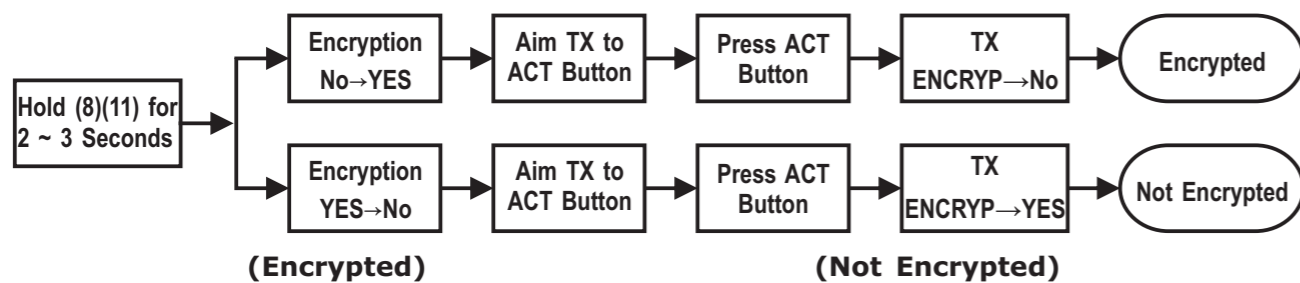 Hold (8)(11) for
2 ~ 3 Seconds
Encryption
No→YES
Aim TX to
ACT Button
Press ACT
Button
TX
ENCRYP→No
Encrypted
Encryption
YES→No
Aim TX to
ACT Button
Press ACT
Button
TX
ENCRYP→YES
Not Encrypted
(Encrypted)
(Not Encrypted)